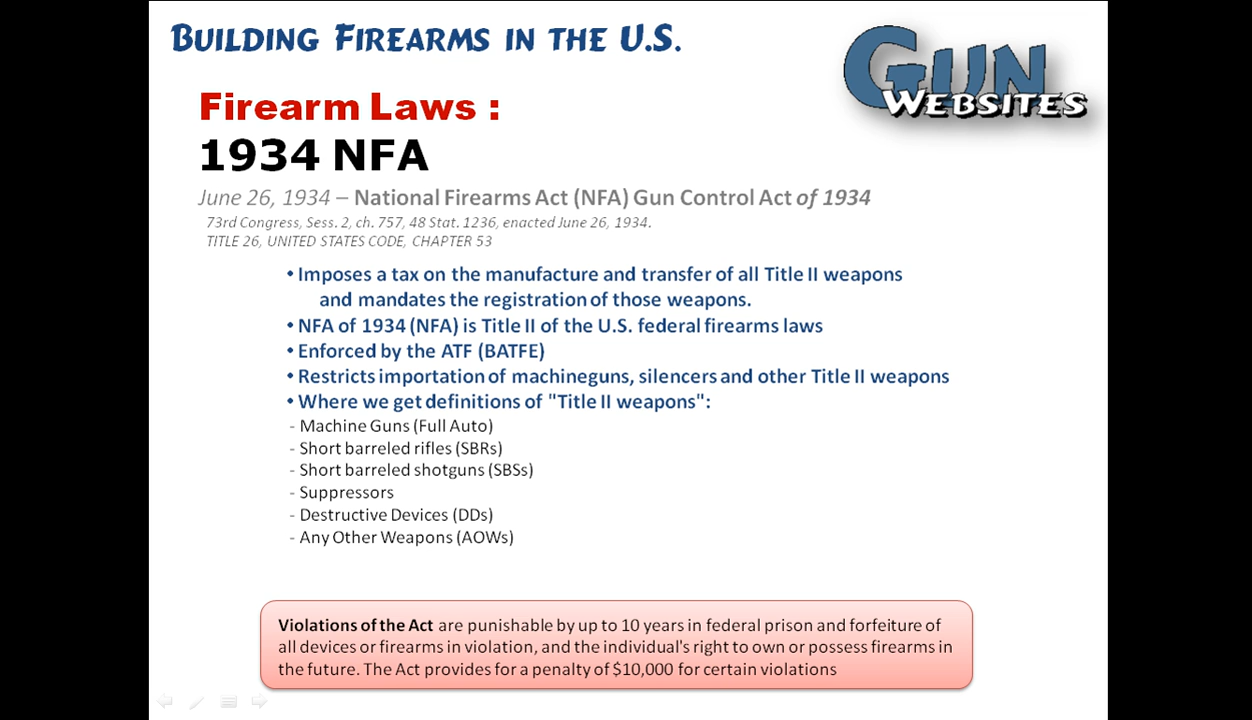 BUILDING FIREARMS IN THE U.S.
GUN
WEBSITES
Firearm Laws :
1934 NFA
June 26, 1934 – National Firearms Act (NFA) Gun Control Act of 1934
73rd Congress, Sess. 2, ch. 757, 48 Stat. 1236, enacted June 26, 1934.
TITLE 26, UNITED STATES CODE, CHAPTER 53
• Imposes a tax on the manufacture and transfer of all Title II weapons
and mandates the registration of those weapons.
• NFA of 1934 (NFA) is Title II of the U.S. federal firearms laws
• Enforced by the ATF (BATFE)
• Restricts importation of machineguns, silencers and other Title II weapons
• Where we get definitions of "Title II weapons":
- Machine Guns (Full Auto)
- Short barreled rifles (SBRs)
- Short barreled shotguns (SBSs)
- Suppressors
- Destructive Devices (DDs)
- Any Other Weapons (AOWs)
Violations of the Act are punishable by up to 10 years in federal prison and forfeiture of
all devices or firearms in violation, and the individual's right to own or possess firearms in
the future. The Act provides for a penalty of $10,000 for certain violations